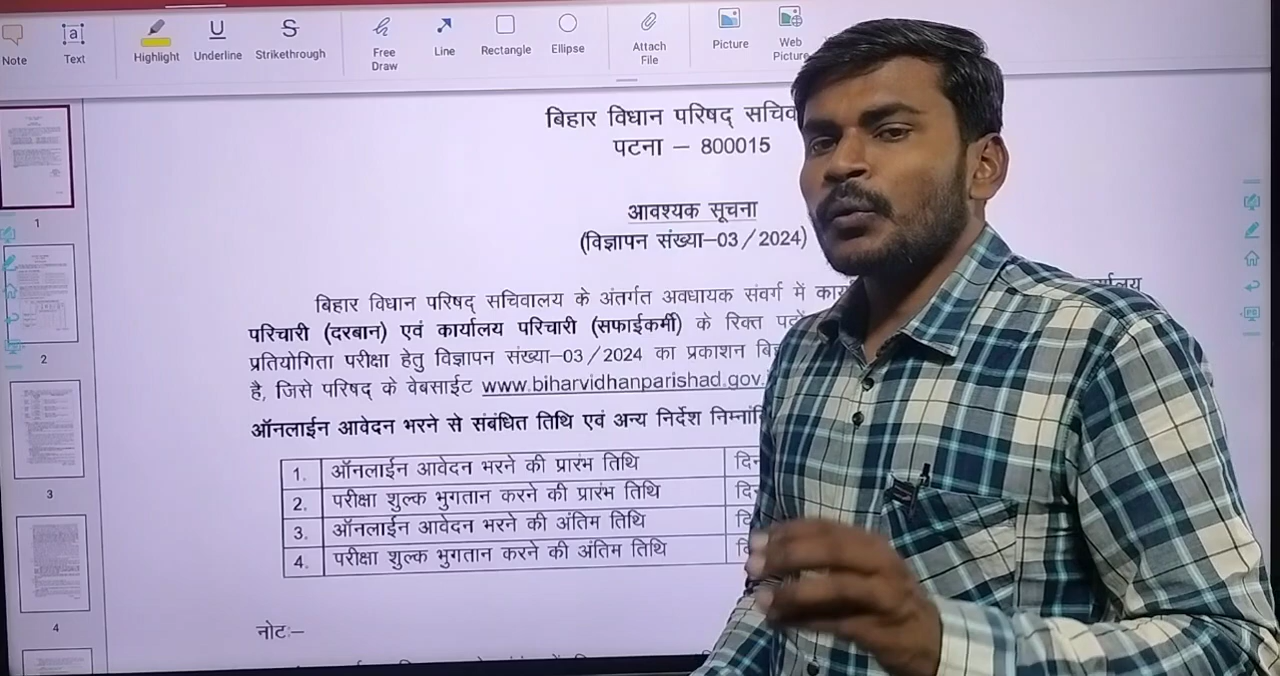 Note
Text
Highlight
Underline
Strikethrough
Free
Draw
Line
Rectangle
Ellipse
Attach
File
Picture
Web
Picture
बिहार विधान परिषद् सचिव
पटना – 800015
आवश्यक सूचना
(विज्ञापन संख्या–03/2024)
बिहार विधान परिषद् सचिवालय के अंतर्गत अवधायक संवर्ग में
परिचारी (दरबान) एवं कार्यालय परिचारी (सफाईकर्मी) के रिक्त
प्रतियोगिता परीक्षा हेतु विज्ञापन संख्या–03/2024 का प्रकाशन
है, जिसे परिषद् के वेबसाईट www.biharvidhanparishad.gov.
ऑनलाईन आवेदन भरने से संबंधित तिथि एवं अन्य निर्देश
1. ऑनलाईन आवेदन भरने की प्रारंभ तिथि
2. परीक्षा शुल्क भुगतान करने की प्रारंभ तिथि
3. ऑनलाईन आवेदन भरने की अंतिम तिथि
4. परीक्षा शुल्क भुगतान करने की अंतिम तिथि
नोटः–
1
2
3
4